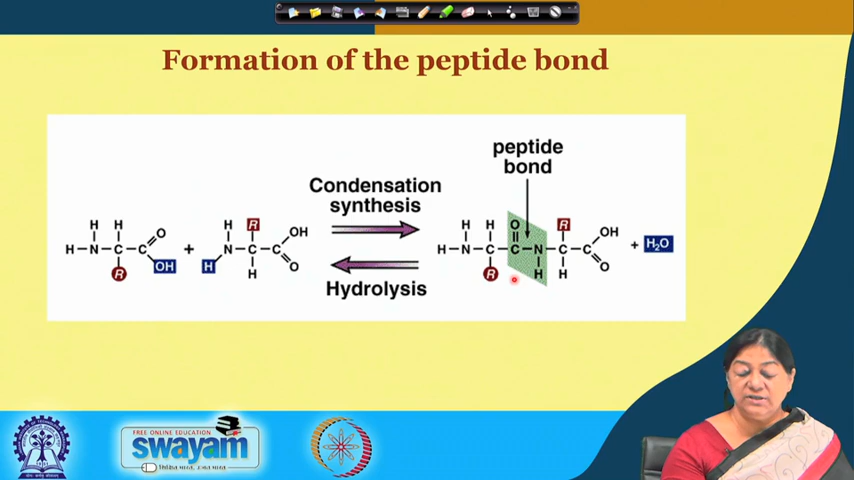 Formation of the peptide bond
peptide
bond
Condensation
synthesis
Hydrolysis
H H O
H N C C
R OH
+
H R OH
H N C C
H O
H H O R OH
H N C C N C C
R H H O
+ H₂O
FREE ONLINE EDUCATION
swayam